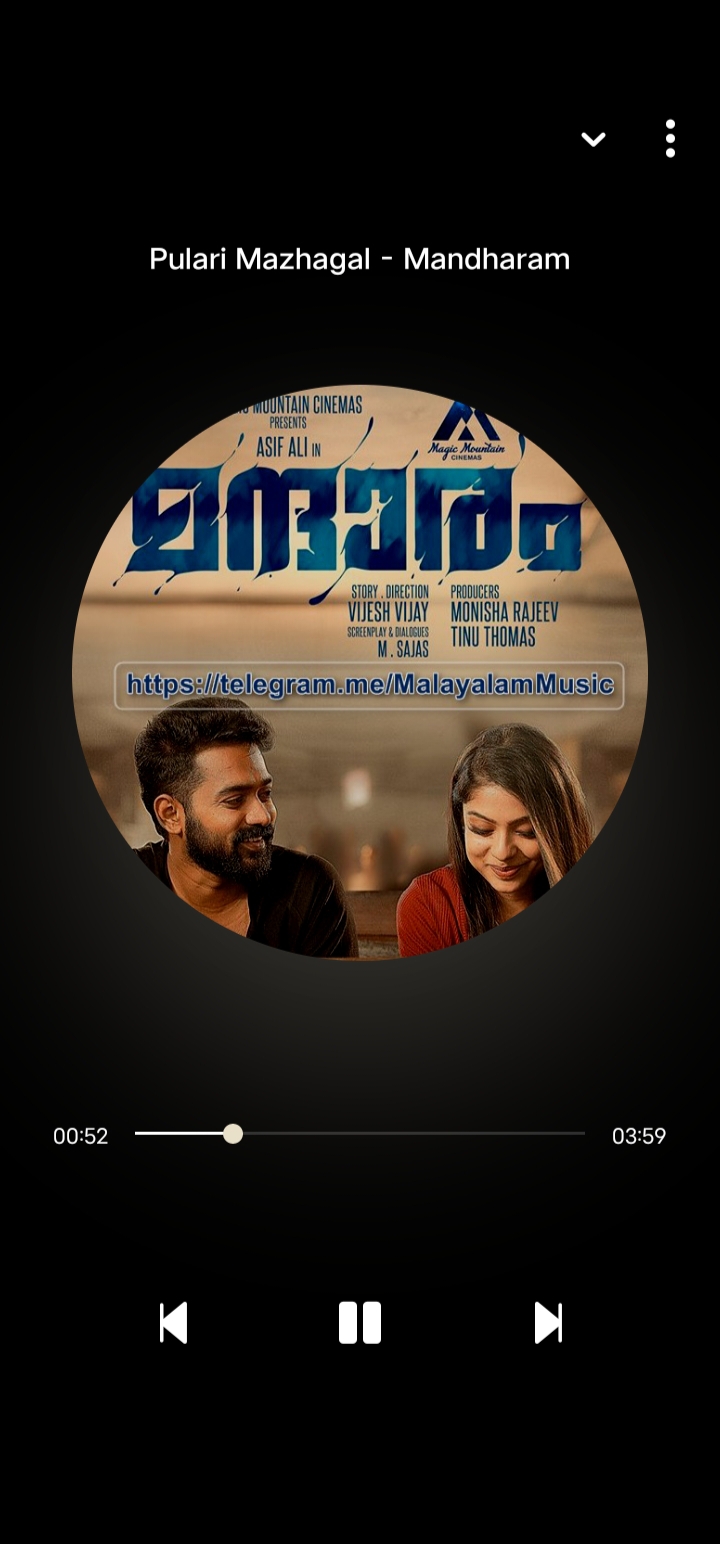 Pulari Mazhagal - Mandharam
MOUNTAIN CINEMAS
PRESENTS
ASIF ALI IN
Magic Mountain
CINEMAS
മന്ദാരം
STORY . DIRECTION
VIJESH VIJAY
SCREENPLAY & DIALOGUES
M . SAJAS
PRODUCERS
MONISHA RAJEEV
TINU THOMAS
https://telegram.me/MalayalamMusic
00:52
03:59